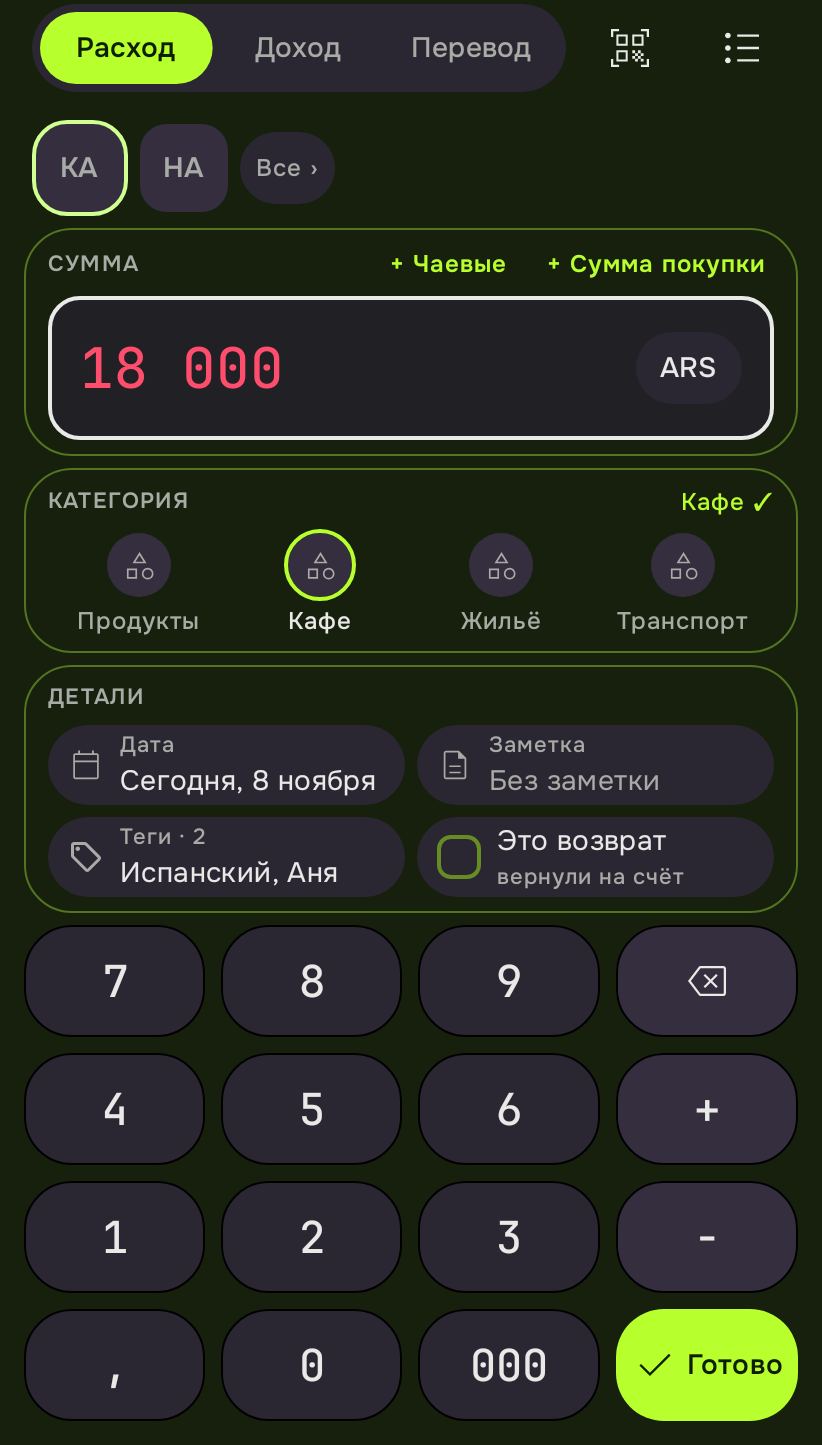 Расход Доход Перевод
КА НА Все ›
СУММА + Чаевые + Сумма покупки
18 000 ARS
КАТЕГОРИЯ Кафе ✓
Продукты Кафе Жильё Транспорт
ДЕТАЛИ
Дата Заметка
Сегодня, 8 ноября Без заметки
Теги · 2 Это возврат
Испанский, Аня вернули на счёт
7 8 9
4 5 6 +
1 2 3 -
, 0 000 Готово